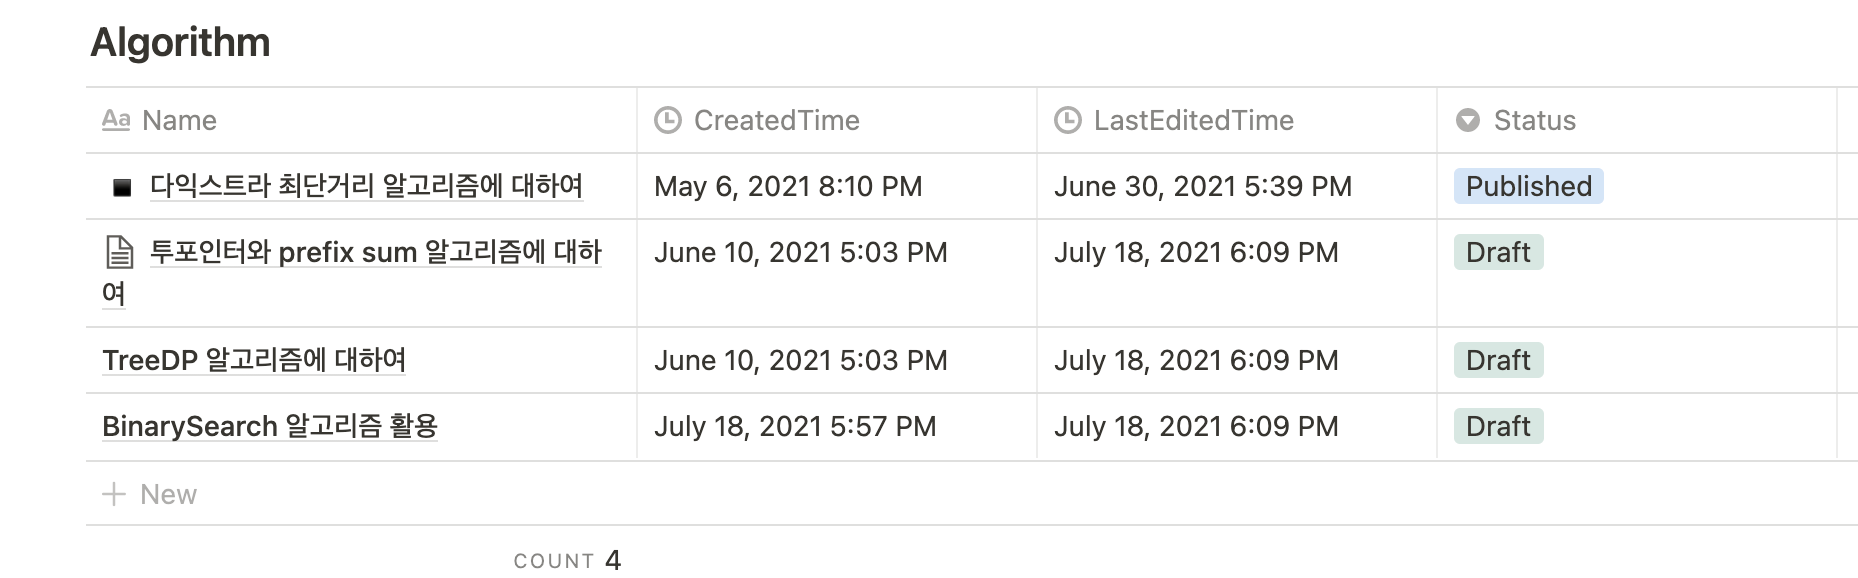 Algorithm
Aa Name CreatedTime LastEditedTime Status
다익스트라 최단거리 알고리즘에 대하여 May 6, 2021 8:10 PM June 30, 2021 5:39 PM Published
투포인터와 prefix sum 알고리즘에 대하 June 10, 2021 5:03 PM July 18, 2021 6:09 PM Draft
여
TreeDP 알고리즘에 대하여 June 10, 2021 5:03 PM July 18, 2021 6:09 PM Draft
BinarySearch 알고리즘 활용 July 18, 2021 5:57 PM July 18, 2021 6:09 PM Draft
New
COUNT 4